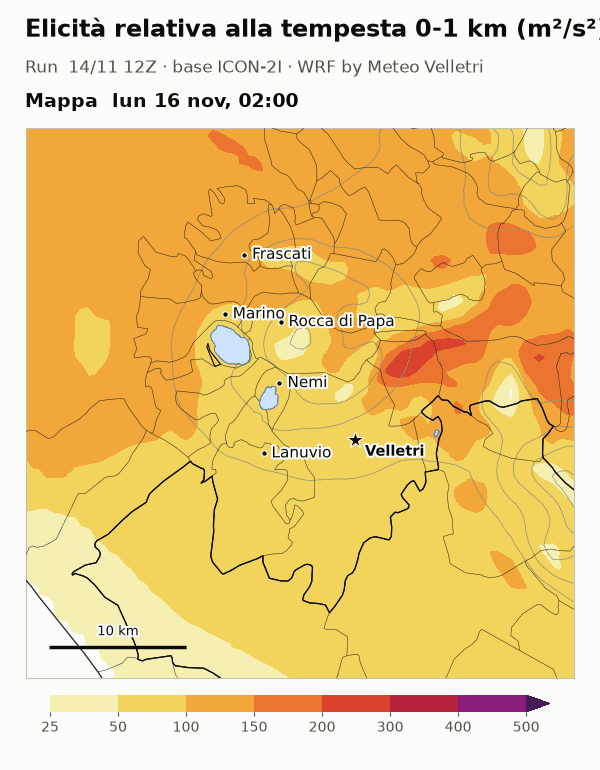 Elicità relativa alla tempesta 0-1 km (m²/s²)
Run 14/11 12Z · base ICON-2I · WRF by Meteo Velletri
Mappa lun 16 nov, 02:00
Frascati
Marino
Rocca di Papa
Nemi
Velletri
Lanuvio
10 km
25 50 100 150 200 300 400 500